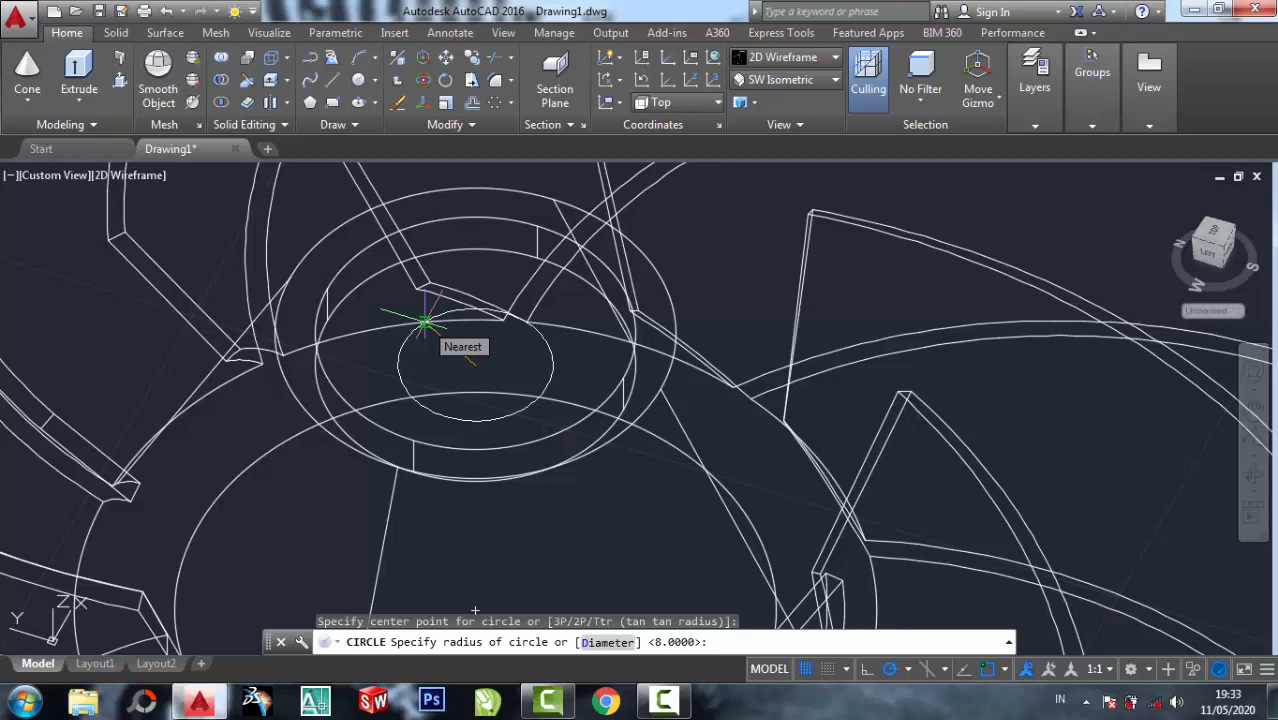 Autodesk AutoCAD 2016 Drawing1.dwg
Type a keyword or phrase
Sign In
Home Solid Surface Mesh Visualize Parametric Insert Annotate View Manage Output Add-ins A360 Express Tools Featured Apps BIM 360 Performance
Cone
Extrude
Smooth
Object
Section
Plane
Top
2D Wireframe
SW Isometric
Culling
No Filter
Move
Gizmo
Layers
Groups
View
Modeling Mesh Solid Editing Draw Modify Section Coordinates View Selection
Start Drawing1*
[−][Custom View][2D Wireframe]
TOP
LEFT
N
S
W
Unnamed
Nearest
Y
Z
X
Specify center point for circle or [3P/2P/Ttr (tan tan radius)]:
CIRCLE Specify radius of circle or [Diameter] <8.0000>:
Model Layout1 Layout2
MODEL
1:1
Ps
SW
IN
19:33
11/05/2020